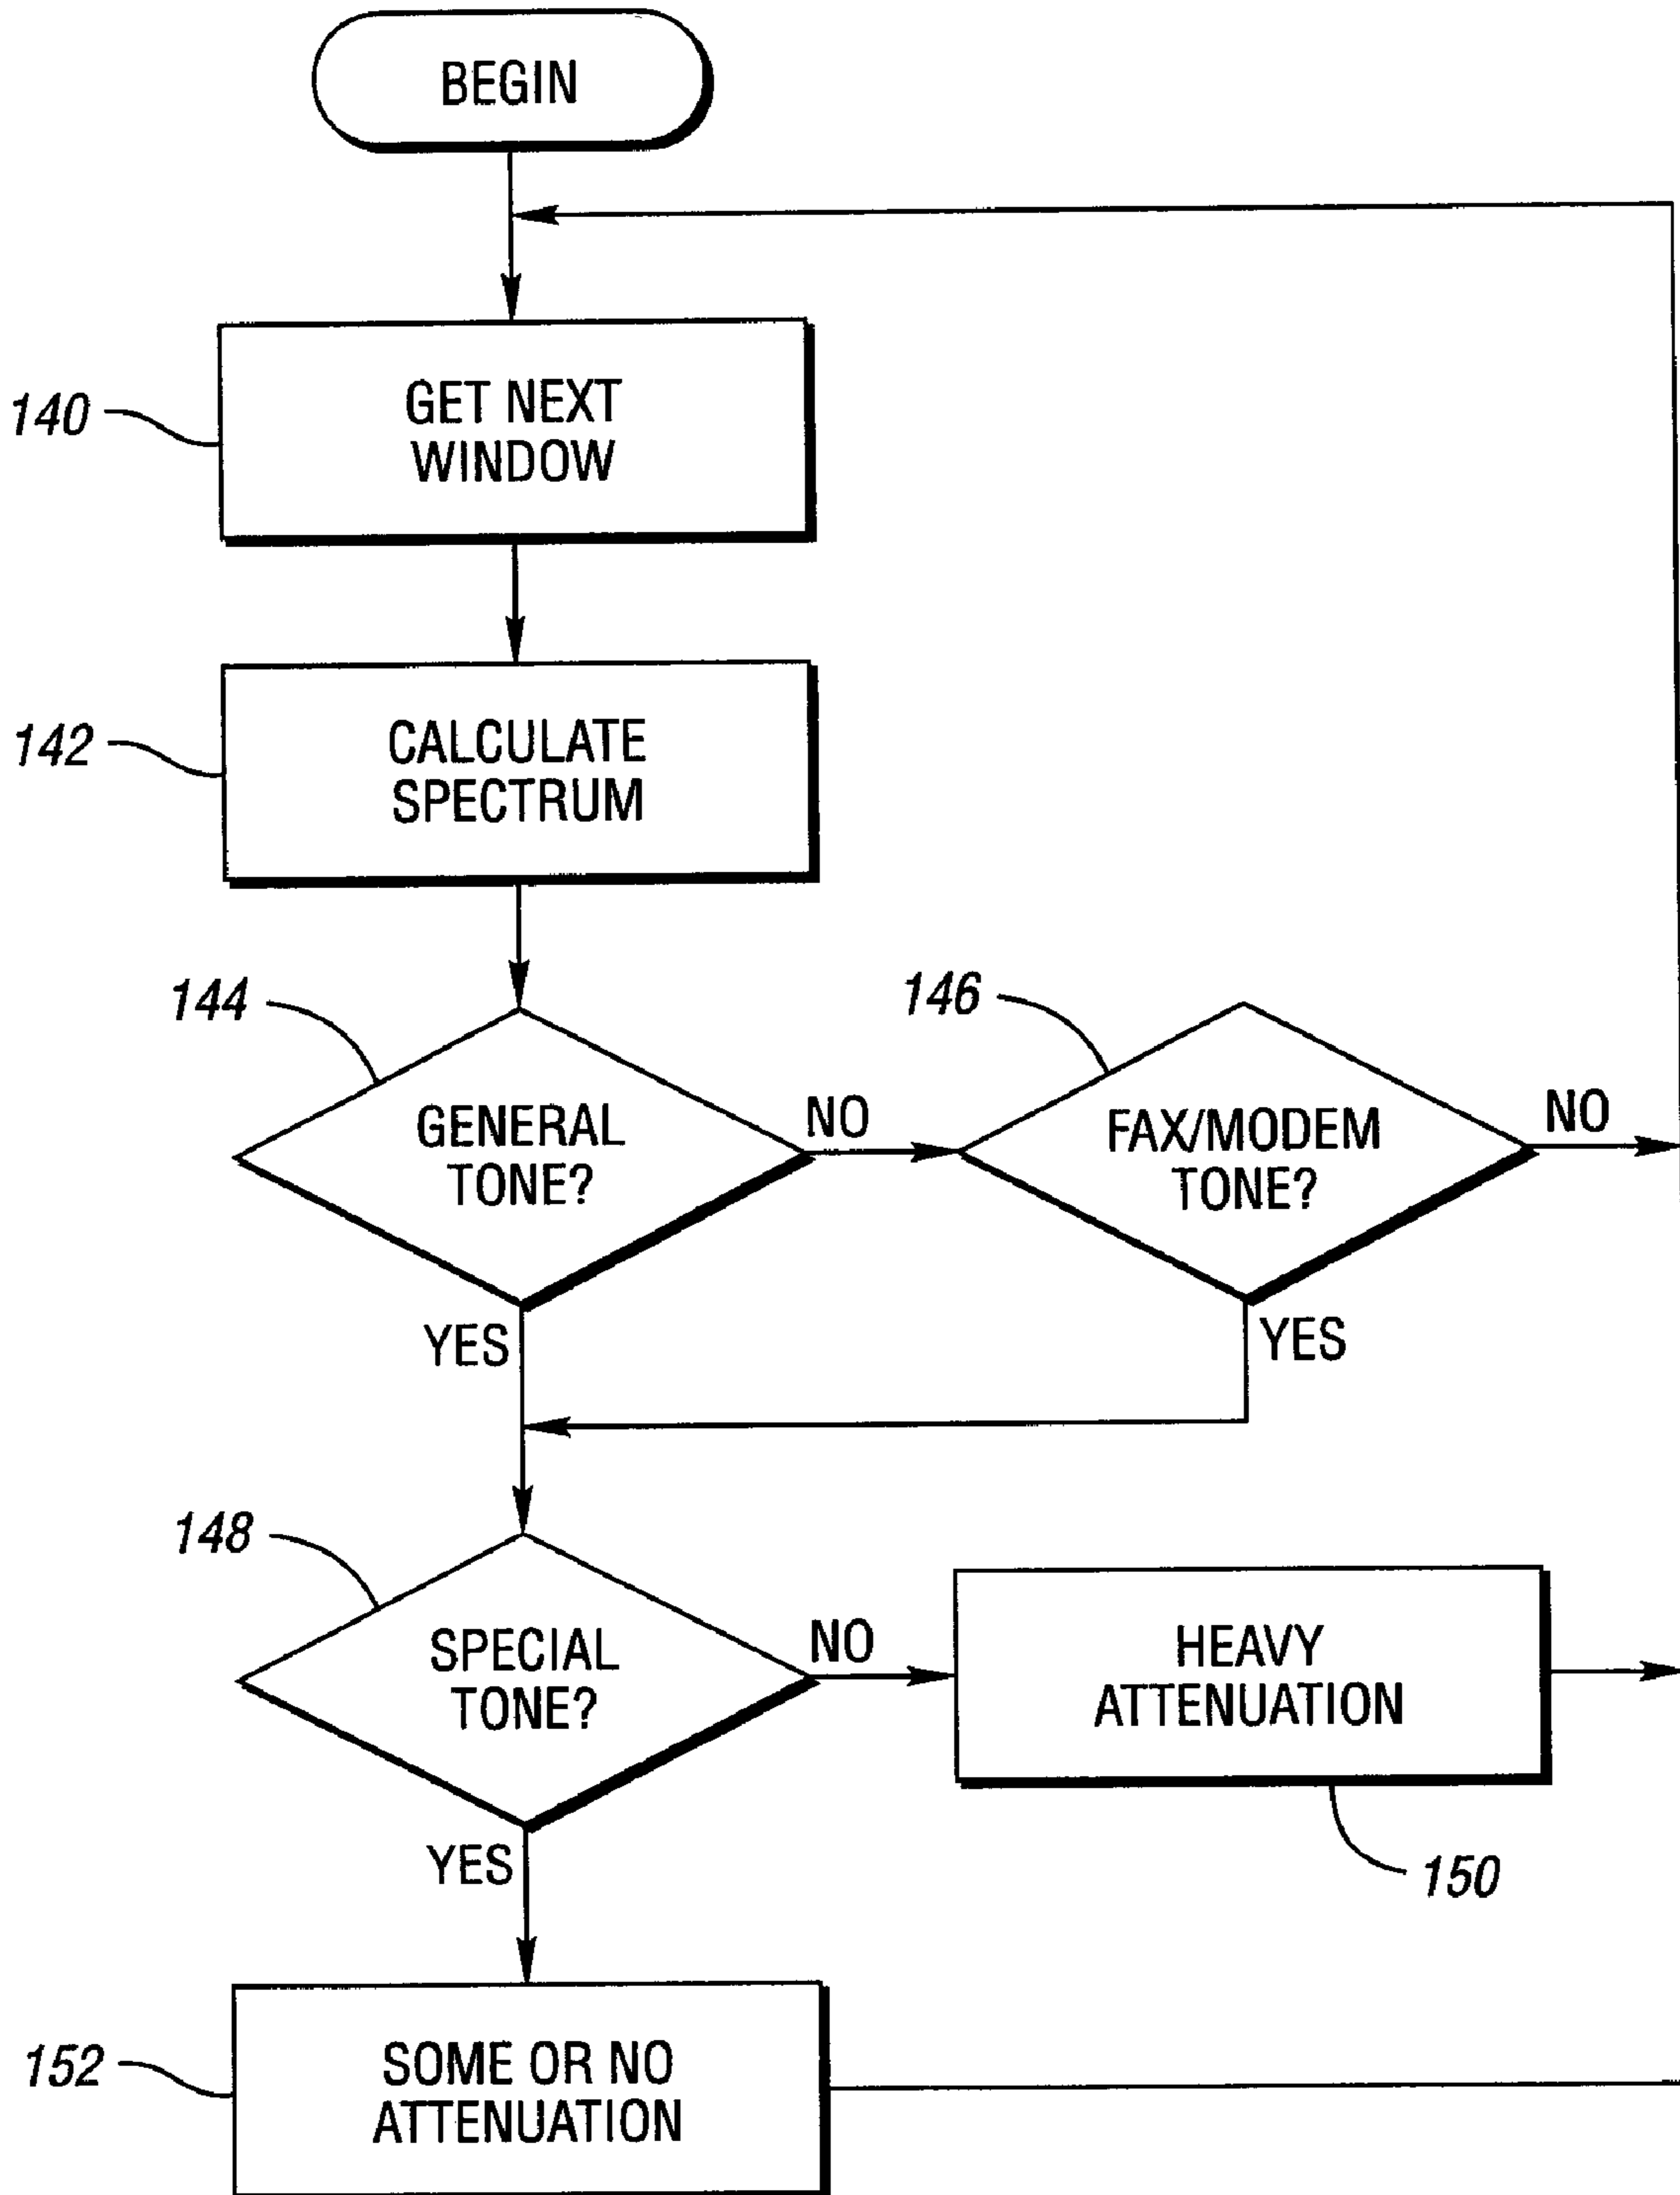 BEGIN
140
GET NEXT
WINDOW
142
CALCULATE
SPECTRUM
144
146
GENERAL
TONE?
NO
FAX/MODEM
TONE?
NO
YES
YES
148
SPECIAL
TONE?
NO
HEAVY
ATTENUATION
YES
150
152
SOME OR NO
ATTENUATION